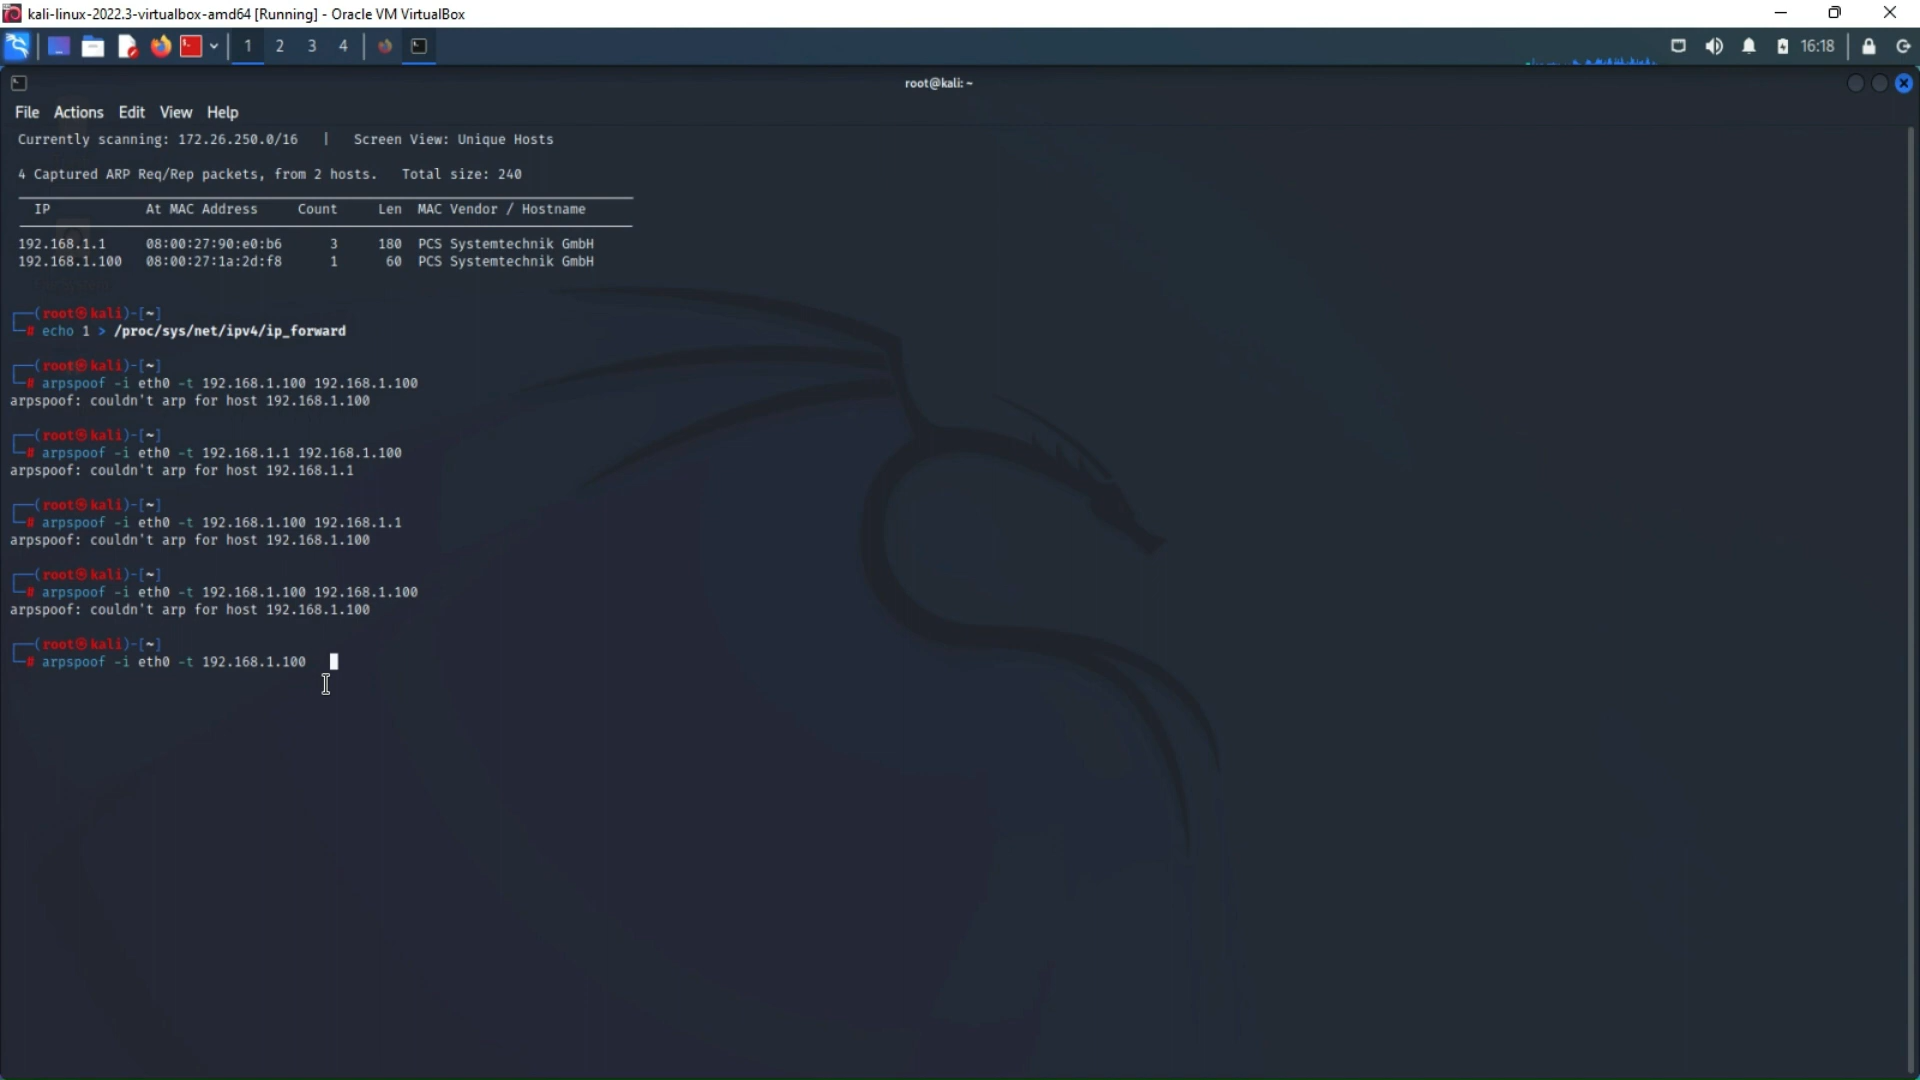 kali-linux-2022.3-virtualbox-amd64 [Running] - Oracle VM VirtualBox
1 2 3 4 16:18
root@kali: ~
File Actions Edit View Help
Currently scanning: 172.26.250.0/16 | Screen View: Unique Hosts
4 Captured ARP Req/Rep packets, from 2 hosts. Total size: 240
IP At MAC Address Count Len MAC Vendor / Hostname
192.168.1.1 08:00:27:90:e0:b6 3 180 PCS Systemtechnik GmbH
192.168.1.100 08:00:27:1a:2d:f8 1 60 PCS Systemtechnik GmbH
(root㉿kali)-[~]
# echo 1 > /proc/sys/net/ipv4/ip_forward
(root㉿kali)-[~]
# arpspoof -i eth0 -t 192.168.1.100 192.168.1.100
arpspoof: couldn't arp for host 192.168.1.100
(root㉿kali)-[~]
# arpspoof -i eth0 -t 192.168.1.1 192.168.1.100
arpspoof: couldn't arp for host 192.168.1.1
(root㉿kali)-[~]
# arpspoof -i eth0 -t 192.168.1.100 192.168.1.1
arpspoof: couldn't arp for host 192.168.1.100
(root㉿kali)-[~]
# arpspoof -i eth0 -t 192.168.1.100 192.168.1.100
arpspoof: couldn't arp for host 192.168.1.100
(root㉿kali)-[~]
# arpspoof -i eth0 -t 192.168.1.100